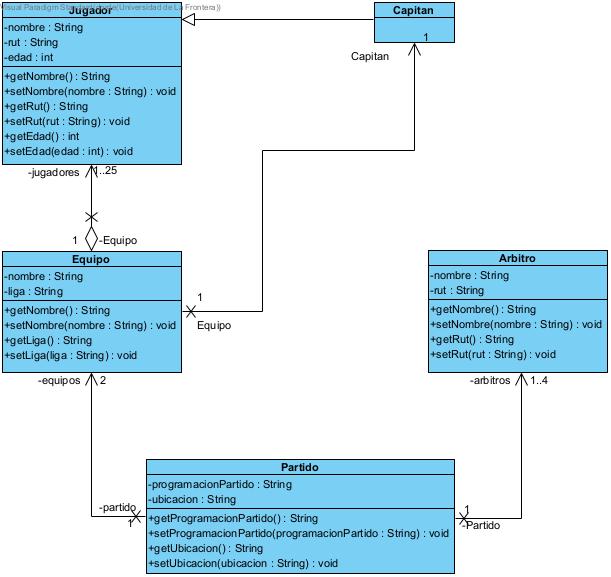 Visual Paradigm Standard (Universidad de La Frontera))
Jugador
-nombre : String
-rut : String
-edad : int
+getNombre() : String
+setNombre(nombre : String) : void
+getRut() : String
+setRut(rut : String) : void
+getEdad() : int
+setEdad(edad : int) : void
Capitan
1
Capitan
-jugadores
1..25
1
-Equipo
Equipo
-nombre : String
-liga : String
+getNombre() : String
+setNombre(nombre : String) : void
+getLiga() : String
+setLiga(liga : String) : void
1
Equipo
Arbitro
-nombre : String
-rut : String
+getNombre() : String
+setNombre(nombre : String) : void
+getRut() : String
+setRut(rut : String) : void
-equipos
2
-arbitros
1..4
Partido
-programacionPartido : String
-ubicacion : String
+getProgramacionPartido() : String
+setProgramacionPartido(programacionPartido : String) : void
+getUbicacion() : String
+setUbicacion(ubicacion : String) : void
-partido
1
1
-Partido